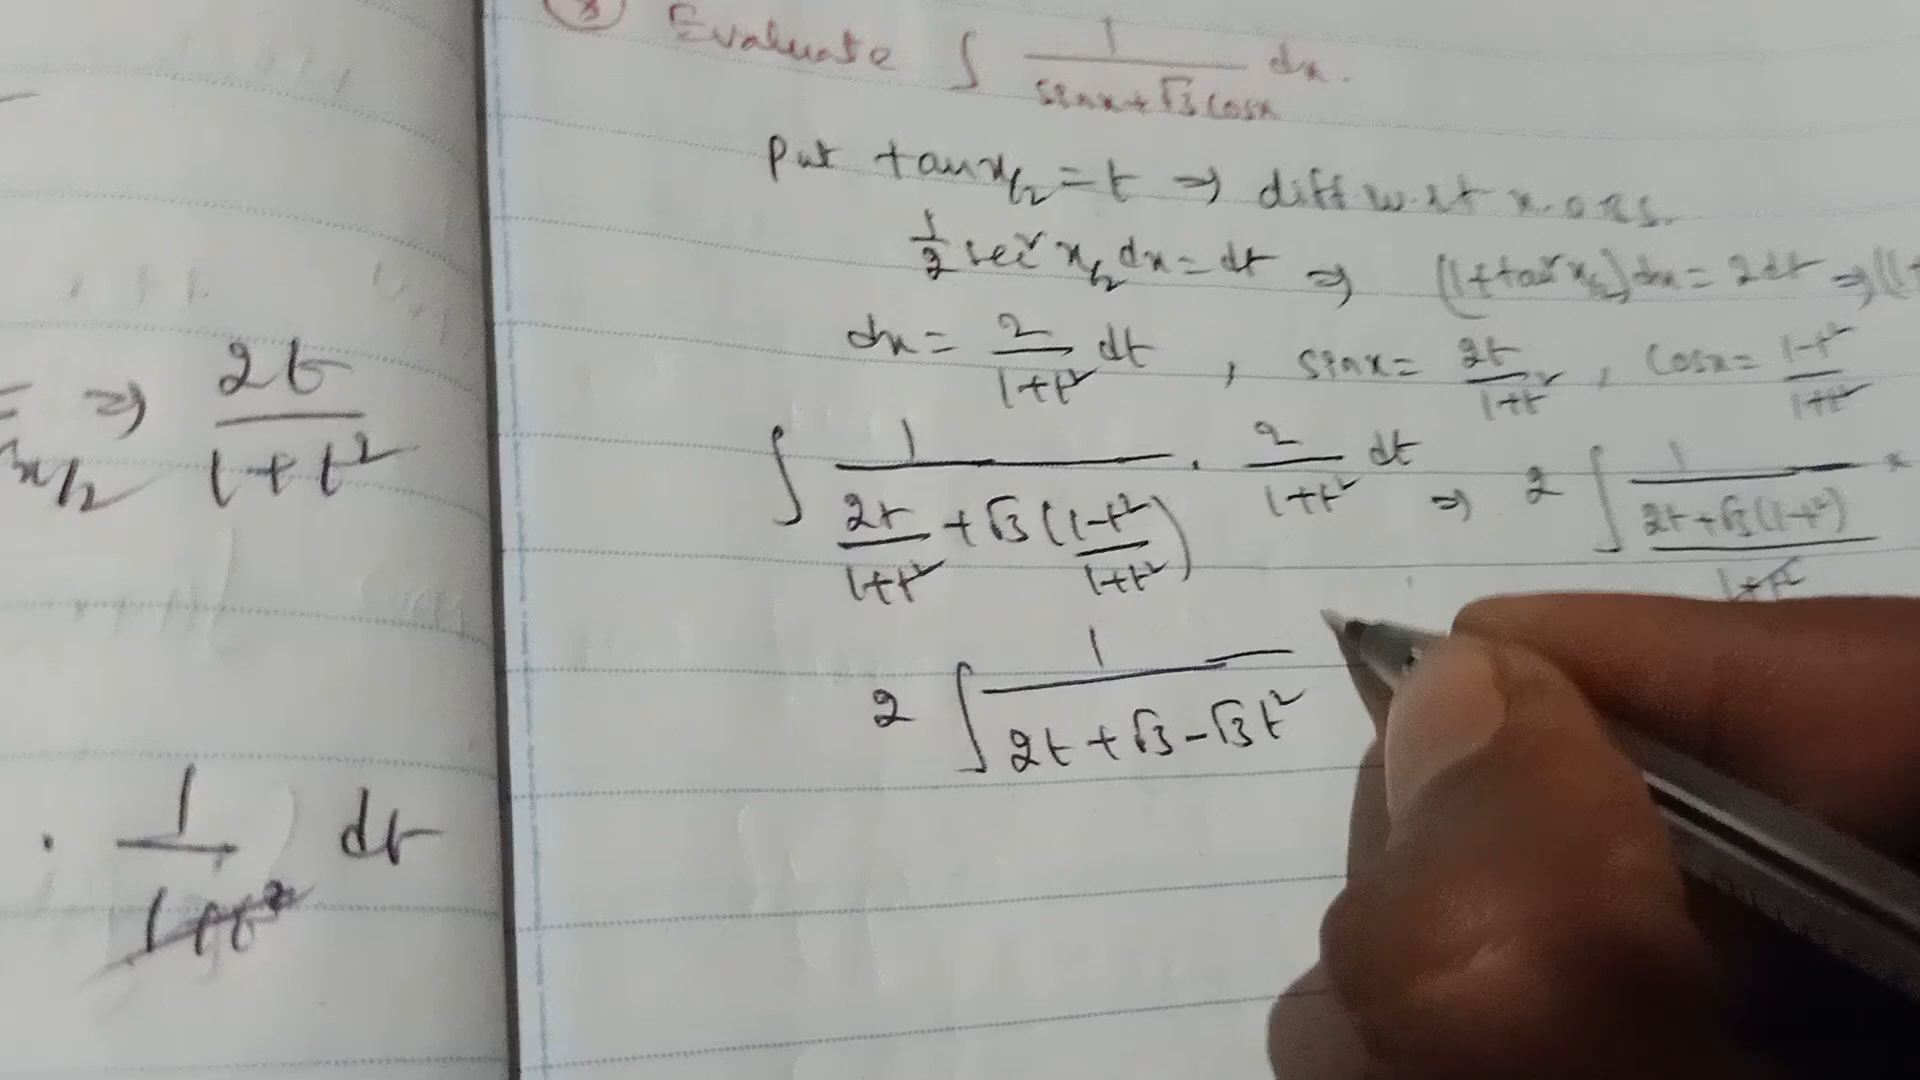 ⇒ 2t/(1+t²)
x/2
. 1/(1+t²) dt
3 Evaluate ∫ 1/(sinx+√3cosx) dx.
Put tan x/2 = t ⇒ diff w.r.t x. o.b.s.
1/2 sec² x/2 dx = dt ⇒ (1+tan² x/2) dx = 2dt ⇒ (1+
dx = 2/(1+t²) dt , sinx = 2t/(1+t²) , cosx = (1-t²)/(1+t²)
∫ 1/(2t/(1+t²) + √3((1-t²)/(1+t²))) . 2/(1+t²) dt ⇒ 2 ∫ 1/((2t+√3(1-t²))/(1+t²)) ×
2 ∫ 1/(2t+√3-√3t²)